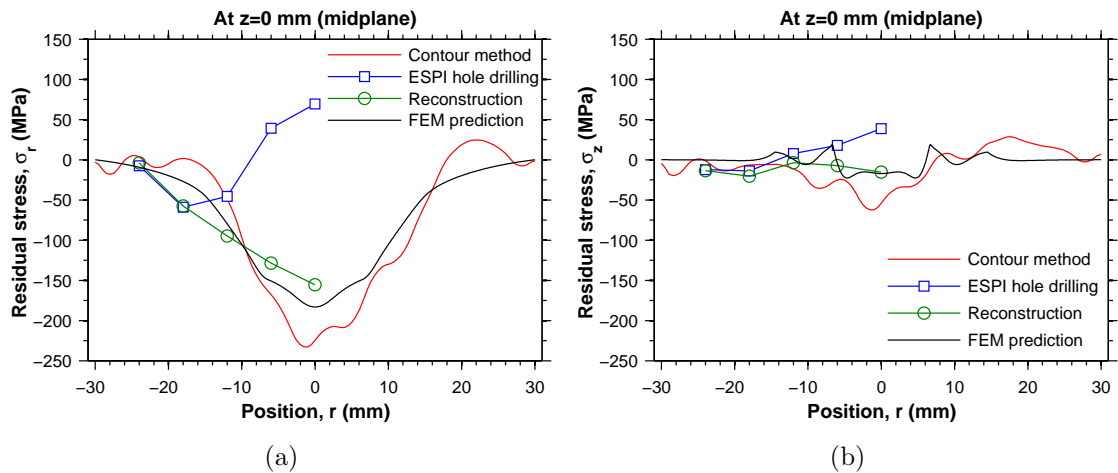 At z=0 mm (midplane)
150
100
50
0
−50
−100
−150
−200
−250
Residual stress, σr (MPa)
Contour method
ESPI hole drilling
Reconstruction
FEM prediction
−30 −20 −10 0 10 20 30
Position, r (mm)
(a)
At z=0 mm (midplane)
150
100
50
0
−50
−100
−150
−200
−250
Residual stress, σz (MPa)
Contour method
ESPI hole drilling
Reconstruction
FEM prediction
−30 −20 −10 0 10 20 30
Position, r (mm)
(b)